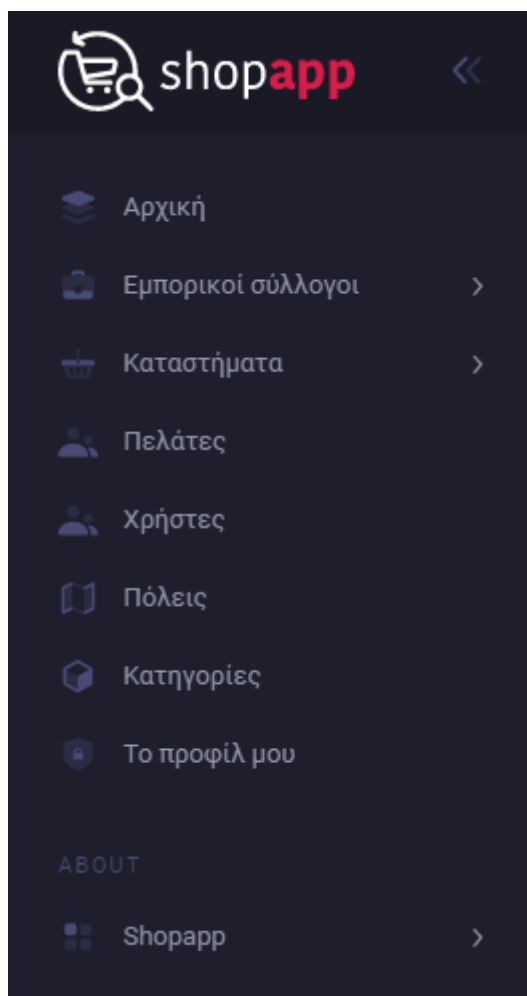 shopapp
Αρχική
Εμπορικοί σύλλογοι
Καταστήματα
Πελάτες
Χρήστες
Πόλεις
Κατηγορίες
Το προφίλ μου
ABOUT
Shopapp